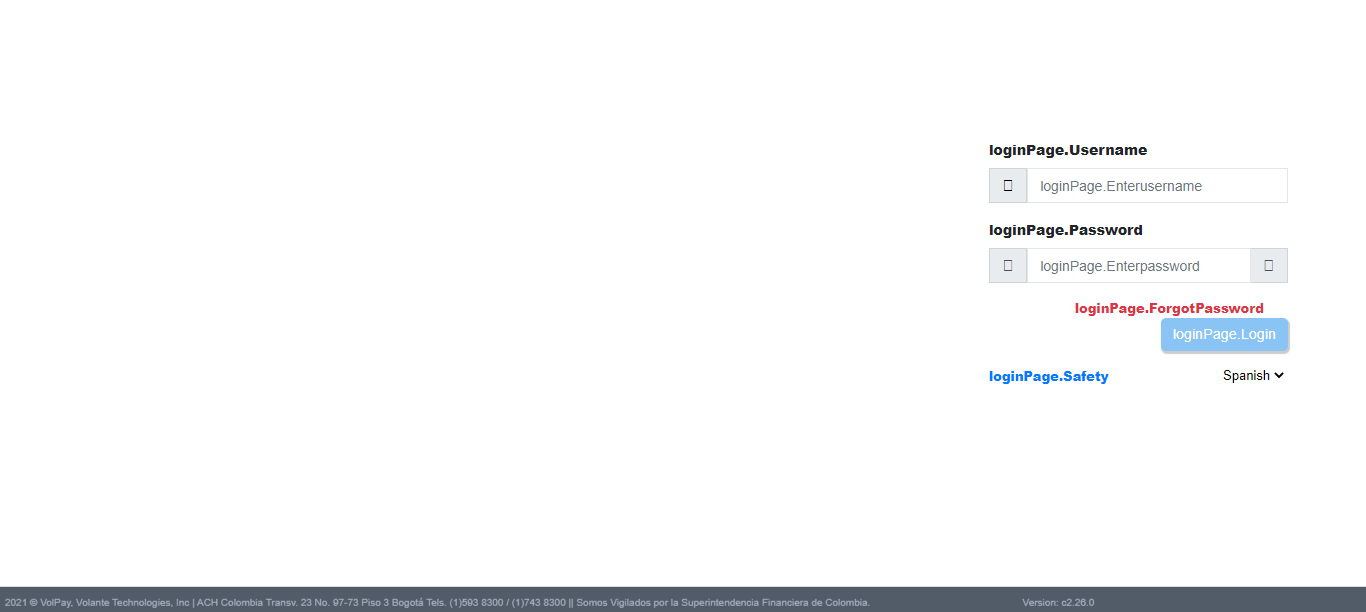 loginPage.Username
loginPage.Enterusername
loginPage.Password
loginPage.Enterpassword
loginPage.ForgotPassword
loginPage.Login
loginPage.Safety
Spanish
2021 © VolPay, Volante Technologies, Inc | ACH Colombia Transv. 23 No. 97-73 Piso 3 Bogotá Tels. (1)593 8300 / (1)743 8300 || Somos Vigilados por la Superintendencia Financiera de Colombia.
Version: c2.26.0